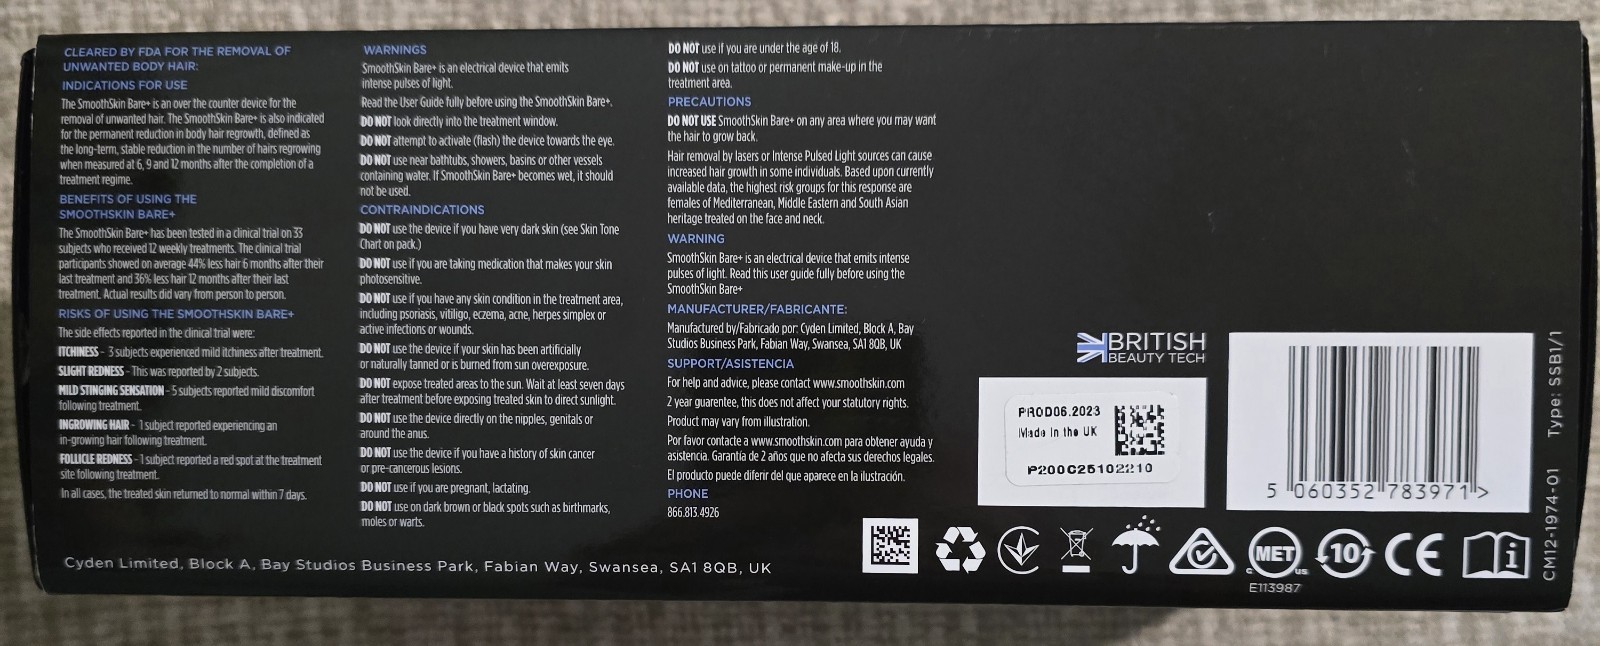 CLEARED BY FDA FOR THE REMOVAL OF
UNWANTED BODY HAIR:
INDICATIONS FOR USE
The SmoothSkin Bare+ is an over the counter device for the
removal of unwanted hair. The SmoothSkin Bare+ is also indicated
for the permanent reduction in body hair regrowth, defined as
the long-term, stable reduction in the number of hairs regrowing
when measured at 6, 9 and 12 months after the completion of a
treatment regime.
BENEFITS OF USING THE
SMOOTHSKIN BARE+
The SmoothSkin Bare+ has been tested in a clinical trial on 33
subjects who received 12 weekly treatments. The clinical trial
participants showed on average 44% less hair 6 months after their
last treatment and 36% less hair 12 months after their last
treatment. Actual results did vary from person to person.
RISKS OF USING THE SMOOTHSKIN BARE+
The side effects reported in the clinical trial were:
ITCHINESS - 3 subjects experienced mild itchiness after treatment.
SLIGHT REDNESS - This was reported by 2 subjects.
MILD STINGING SENSATION - 5 subjects reported mild discomfort
following treatment.
INGROWING HAIR - 1 subject reported experiencing an
in-growing hair following treatment.
FOLLICLE REDNESS - 1 subject reported a red spot at the treatment
site following treatment.
In all cases, the treated skin returned to normal within 7 days.
WARNINGS
SmoothSkin Bare+ is an electrical device that emits
intense pulses of light.
Read the User Guide fully before using the SmoothSkin Bare+.
DO NOT look directly into the treatment window.
DO NOT attempt to activate (flash) the device towards the eye.
DO NOT use near bathtubs, showers, basins or other vessels
containing water. If SmoothSkin Bare+ becomes wet, it should
not be used.
CONTRAINDICATIONS
DO NOT use the device if you have very dark skin (see Skin Tone
Chart on pack.)
DO NOT use if you are taking medication that makes your skin
photosensitive.
DO NOT use if you have any skin condition in the treatment area,
including psoriasis, vitiligo, eczema, acne, herpes simplex or
active infections or wounds.
DO NOT use the device if your skin has been artificially
or naturally tanned or is burned from sun overexposure.
DO NOT expose treated areas to the sun. Wait at least seven days
after treatment before exposing treated skin to direct sunlight.
DO NOT use the device directly on the nipples, genitals or
around the anus.
DO NOT use the device if you have a history of skin cancer
or pre-cancerous lesions.
DO NOT use if you are pregnant, lactating.
DO NOT use on dark brown or black spots such as birthmarks,
moles or warts.
DO NOT use if you are under the age of 18.
DO NOT use on tattoo or permanent make-up in the
treatment area.
PRECAUTIONS
DO NOT USE SmoothSkin Bare+ on any area where you may want
the hair to grow back.
Hair removal by lasers or Intense Pulsed Light sources can cause
increased hair growth in some individuals. Based upon currently
available data, the highest risk groups for this response are
females of Mediterranean, Middle Eastern and South Asian
heritage treated on the face and neck.
WARNING
SmoothSkin Bare+ is an electrical device that emits intense
pulses of light. Read this user guide fully before using the
SmoothSkin Bare+
MANUFACTURER/FABRICANTE:
Manufactured by/Fabricado por: Cyden Limited, Block A, Bay
Studios Business Park, Fabian Way, Swansea, SA1 8QB, UK
SUPPORT/ASISTENCIA
For help and advice, please contact www.smoothskin.com
2 year guarentee, this does not affect your statutory rights.
Product may vary from illustration.
Por favor contacte a www.smoothskin.com para obtener ayuda y
asistencia. Garantía de 2 años que no afecta sus derechos legales.
El producto puede diferir del que aparece en la ilustración.
PHONE
866.813.4926
Cyden Limited, Block A, Bay Studios Business Park, Fabian Way, Swansea, SA1 8QB, UK
BRITISH
BEAUTY TECH
PROD06.2023
Made in the UK
P200C25102210
5 060352 783971 >
MET
c us
E113987
10
CE
i
CM12-1974-01 Type: SSB1/1